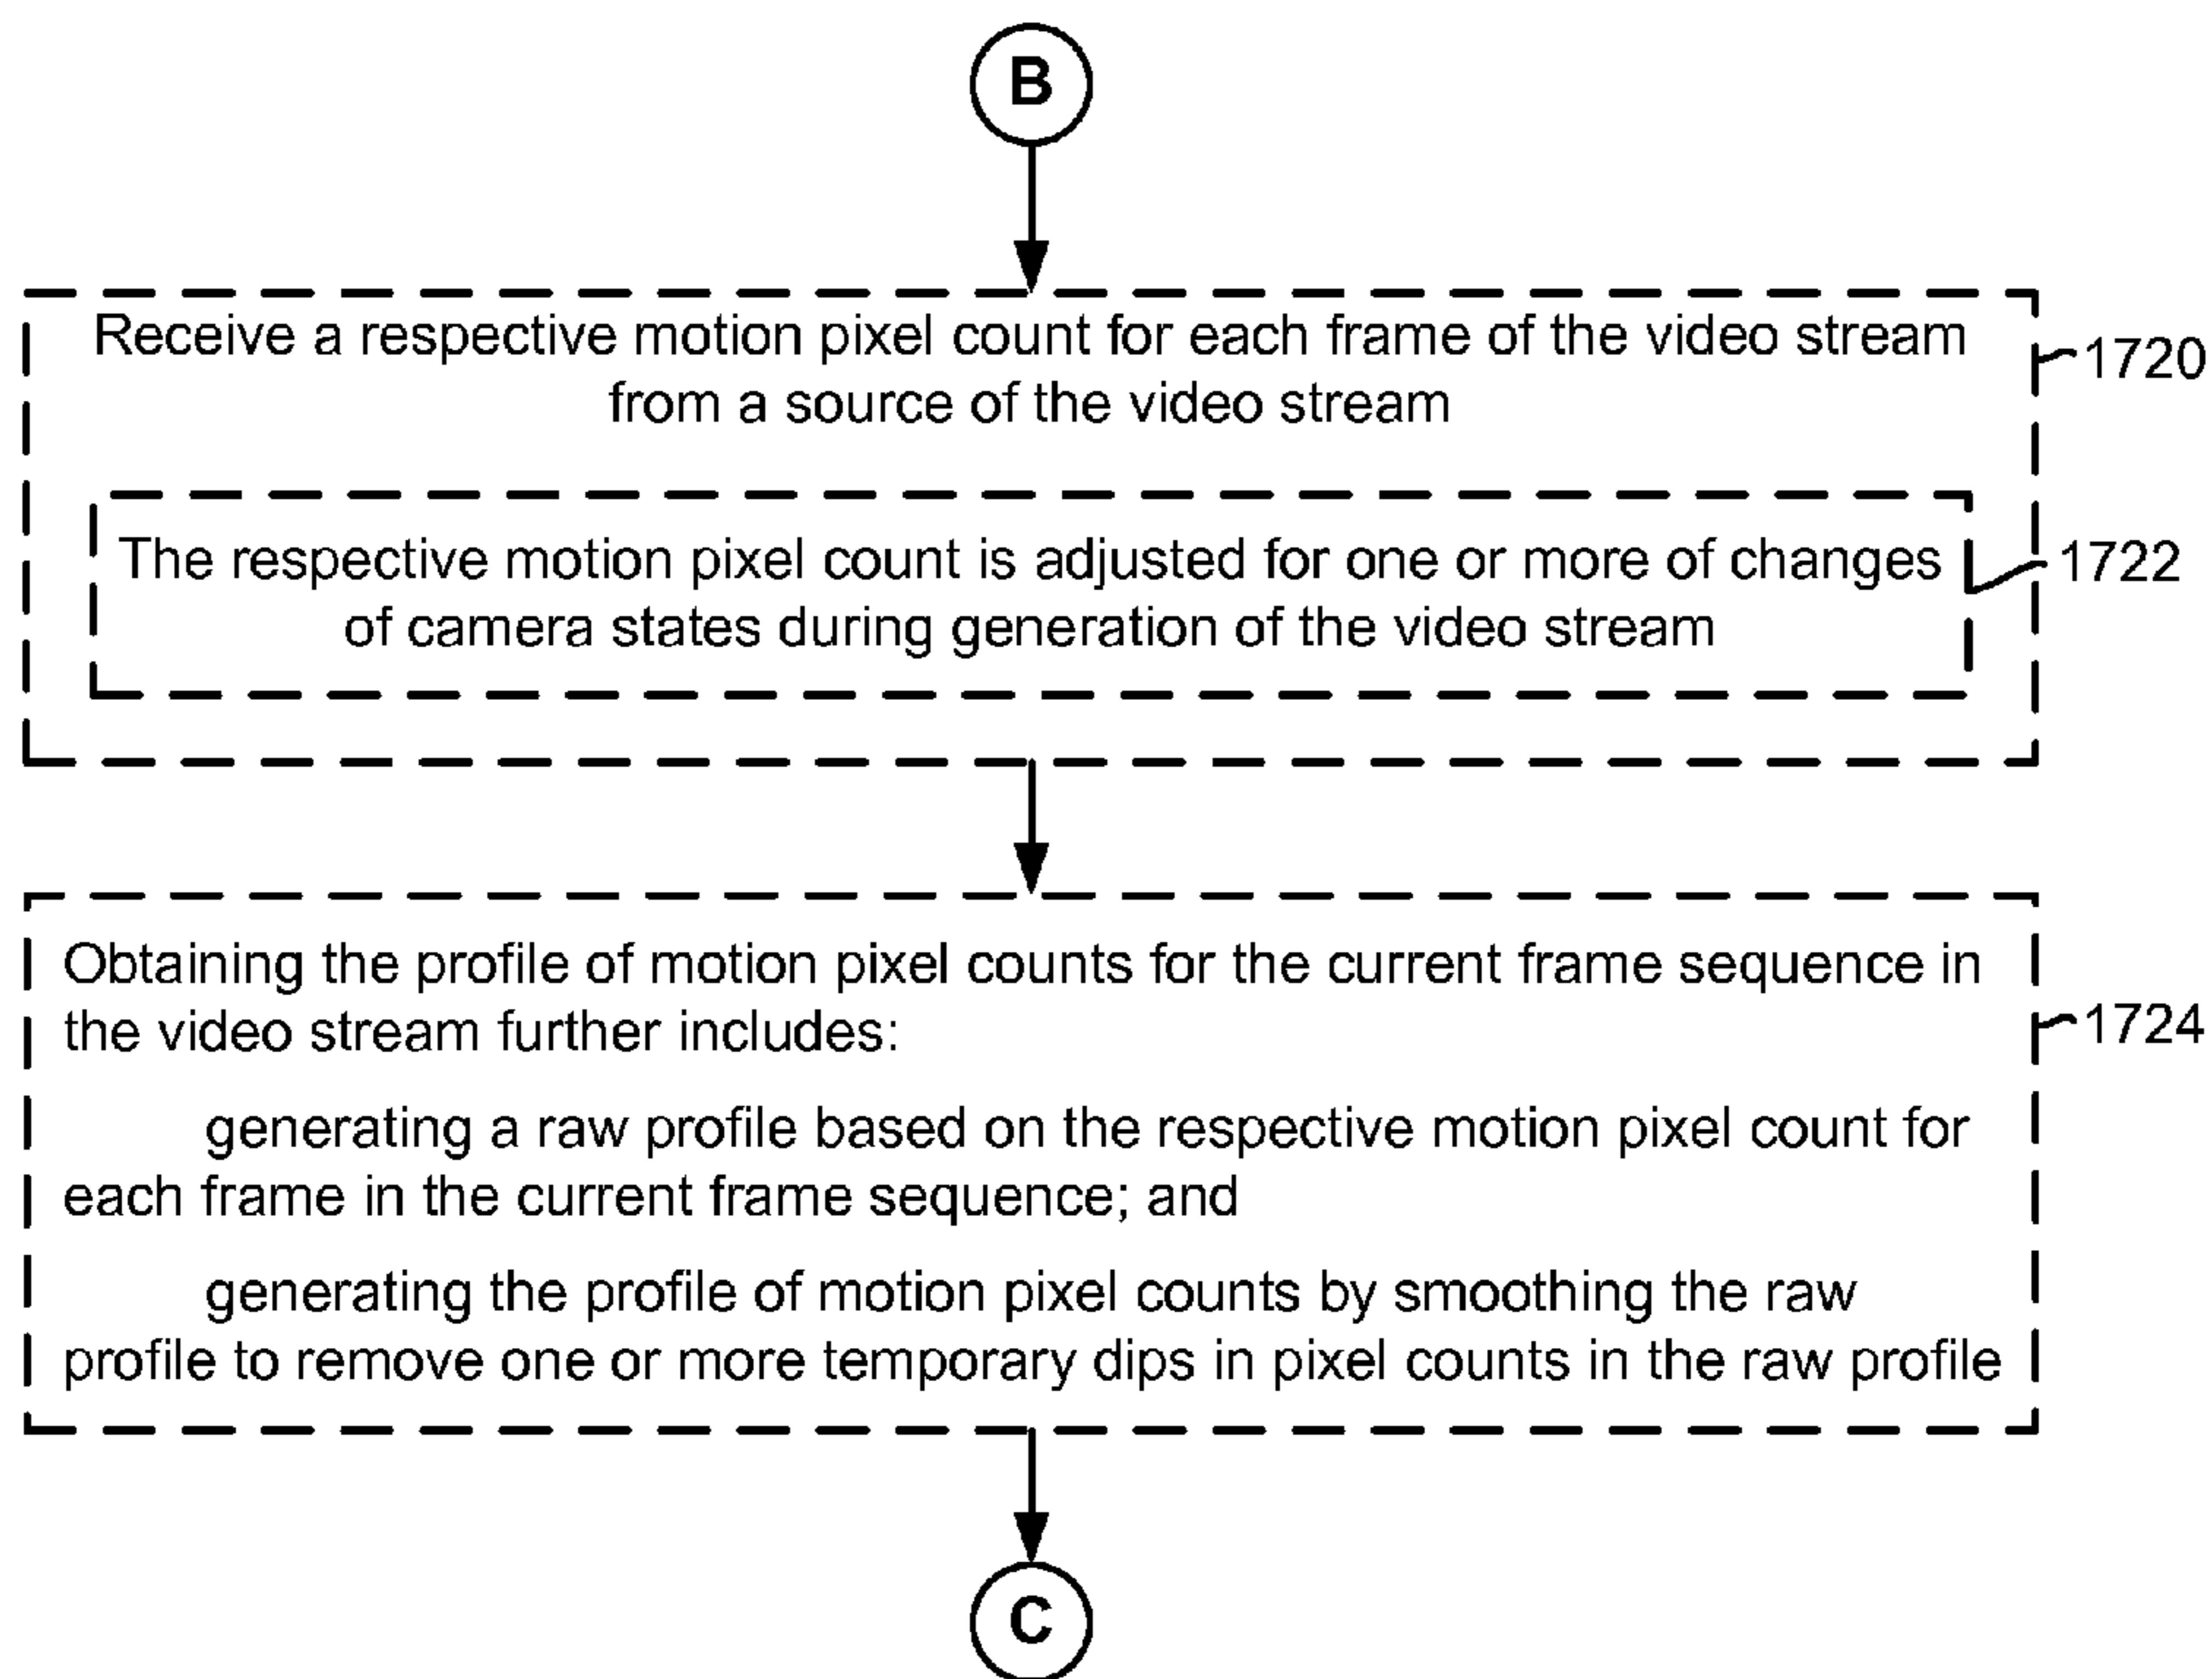 B
Receive a respective motion pixel count for each frame of the video stream
from a source of the video stream
1720
The respective motion pixel count is adjusted for one or more of changes
of camera states during generation of the video stream
1722
Obtaining the profile of motion pixel counts for the current frame sequence in
the video stream further includes:
1724
generating a raw profile based on the respective motion pixel count for
each frame in the current frame sequence; and
generating the profile of motion pixel counts by smoothing the raw
profile to remove one or more temporary dips in pixel counts in the raw profile
C